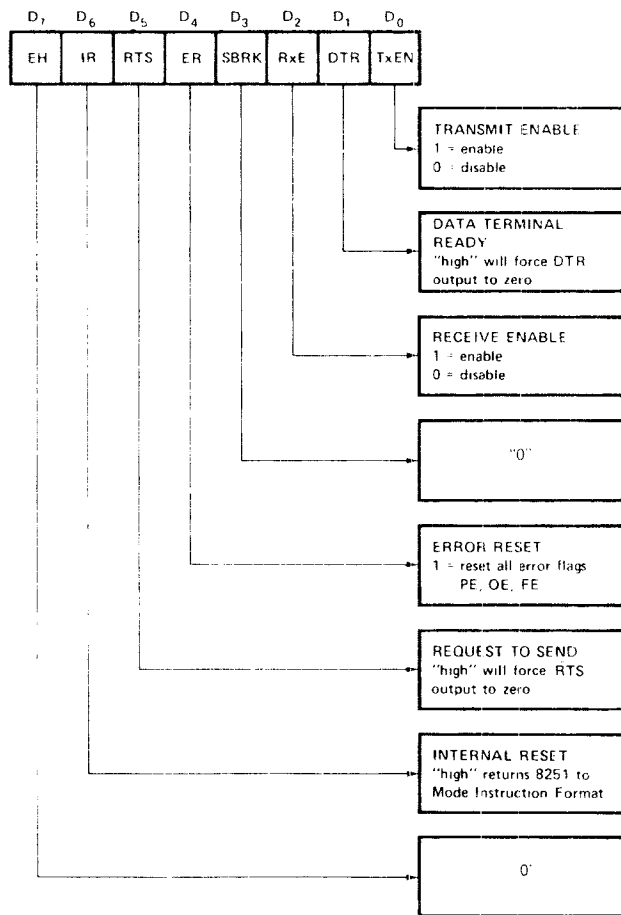 D₇ D₆ D₅ D₄ D₃ D₂ D₁ D₀
EH IR RTS ER SBRK RxE DTR TxEN
TRANSMIT ENABLE
1 = enable
0 = disable
DATA TERMINAL
READY
"high" will force DTR
output to zero
RECEIVE ENABLE
1 = enable
0 = disable
"0"
ERROR RESET
1 = reset all error flags
PE, OE, FE
REQUEST TO SEND
"high" will force RTS
output to zero
INTERNAL RESET
"high" returns 8251 to
Mode Instruction Format
0'